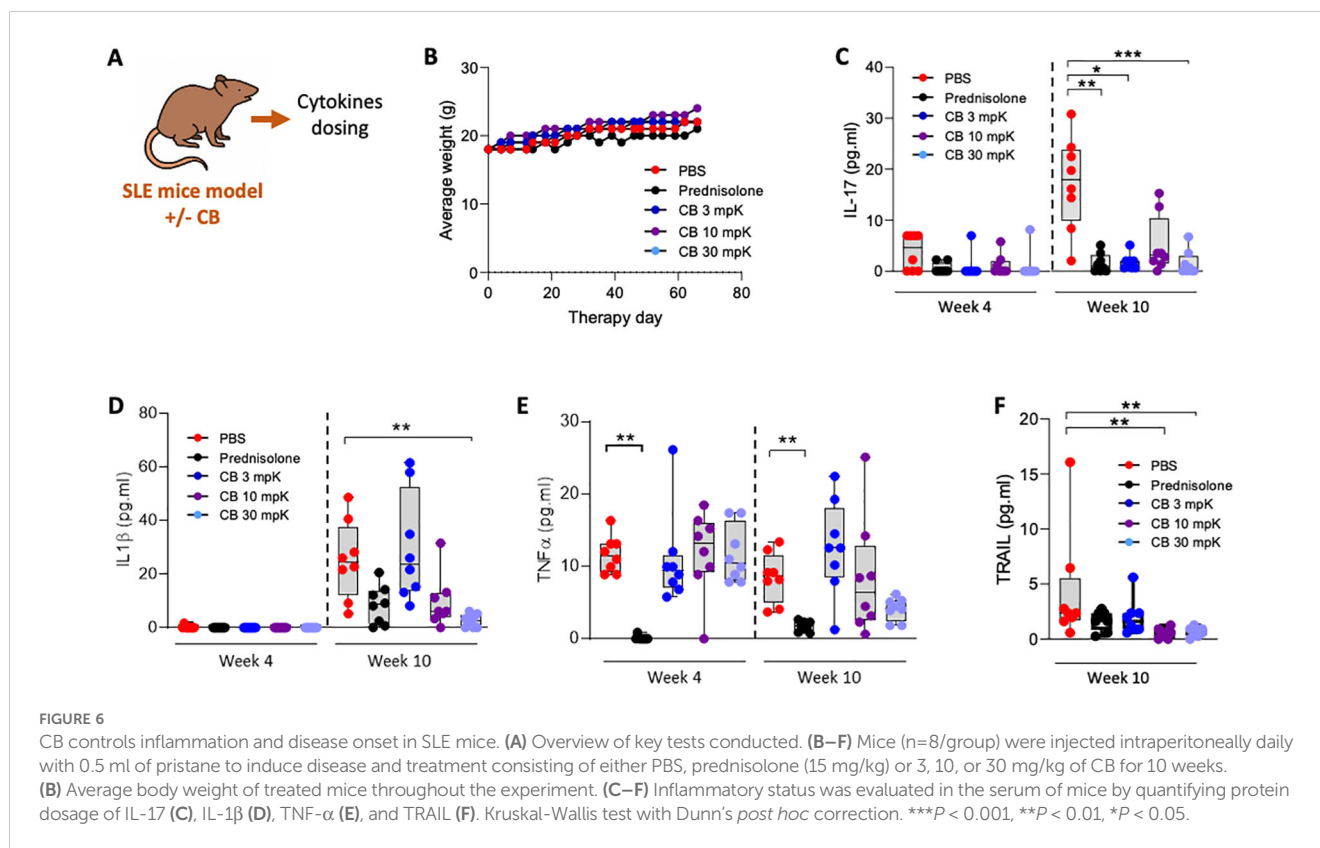 A
Cytokines
dosing
SLE mice model
+/- CB
B
30
20
10
0
Average weight (g)
0 20 40 60 80
Therapy day
PBS
Prednisolone
CB 3 mpK
CB 10 mpK
CB 30 mpK
C
40
30
20
10
0
IL-17 (pg.ml)
PBS
Prednisolone
CB 3 mpK
CB 10 mpK
CB 30 mpK
***
*
**
Week 4 Week 10
D
80
60
40
20
0
IL1β (pg.ml)
PBS
Prednisolone
CB 3 mpK
CB 10 mpK
CB 30 mpK
**
Week 4 Week 10
E
30
20
10
0
TNFα (pg.ml)
**
**
Week 4 Week 10
F
20
15
10
5
0
TRAIL (pg.ml)
**
**
PBS
Prednisolone
CB 3 mpK
CB 10 mpK
CB 30 mpK
Week 10
FIGURE 6
CB controls inflammation and disease onset in SLE mice. (A) Overview of key tests conducted. (B–F) Mice (n=8/group) were injected intraperitoneally daily
with 0.5 ml of pristane to induce disease and treatment consisting of either PBS, prednisolone (15 mg/kg) or 3, 10, or 30 mg/kg of CB for 10 weeks.
(B) Average body weight of treated mice throughout the experiment. (C–F) Inflammatory status was evaluated in the serum of mice by quantifying protein
dosage of IL-17 (C), IL-1β (D), TNF-α (E), and TRAIL (F). Kruskal-Wallis test with Dunn's post hoc correction. ***P < 0.001, **P < 0.01, *P < 0.05.